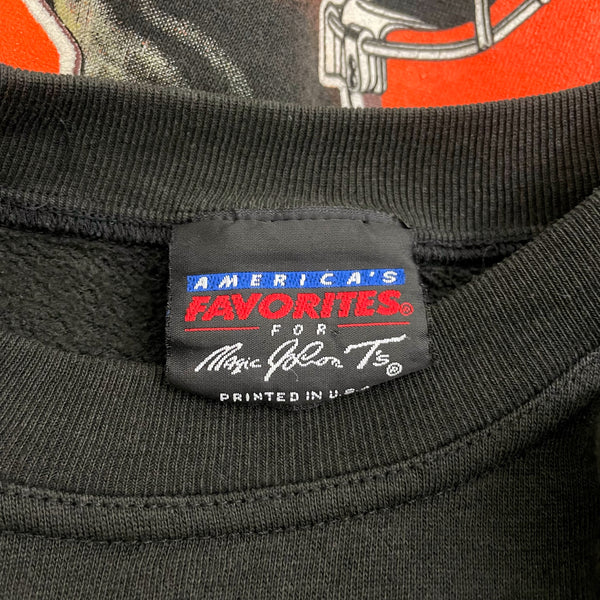 AMERICA'S
FAVORITES®
FOR
Magic Johnson T's®
PRINTED IN U.S.A